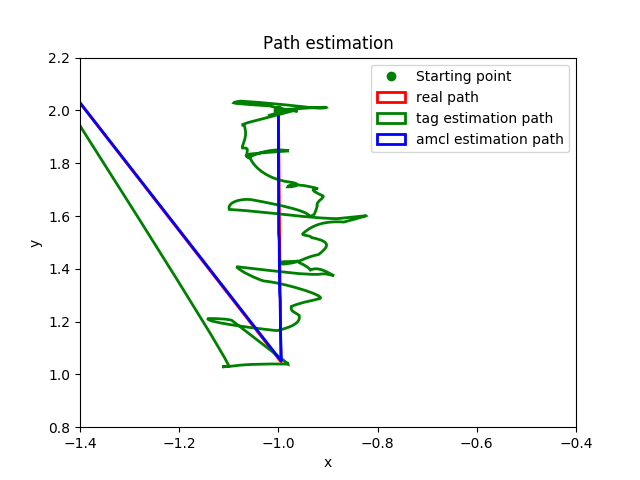 Path estimation
Starting point
real path
tag estimation path
amcl estimation path
2.2
2.0
1.8
1.6
1.4
1.2
1.0
0.8
y
−1.4 −1.2 −1.0 −0.8 −0.6 −0.4
x